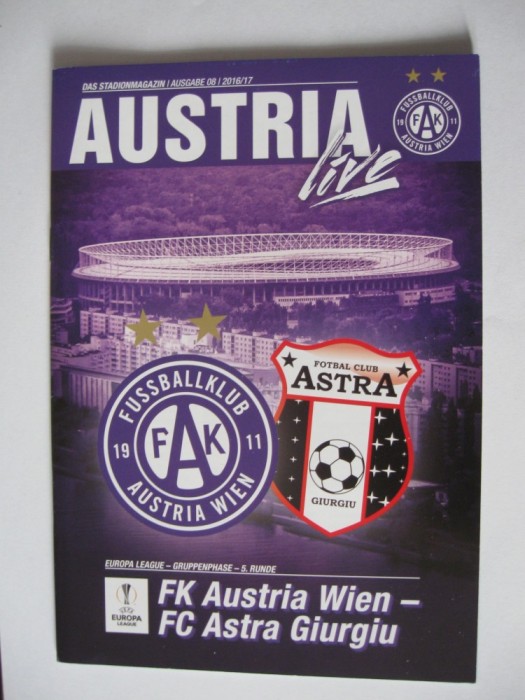 DAS STADIONMAGAZIN | AUSGABE 08 | 2016/17
AUSTRIA
live
FUSSBALLKLUB
19 FAK 11
AUSTRIA WIEN
FUSSBALLKLUB
19 FAK 11
AUSTRIA WIEN
FOTBAL CLUB
ASTRA
GIURGIU
EUROPA LEAGUE – GRUPPENPHASE – 5. RUNDE
UEFA
EUROPA
LEAGUE
FK Austria Wien –
FC Astra Giurgiu